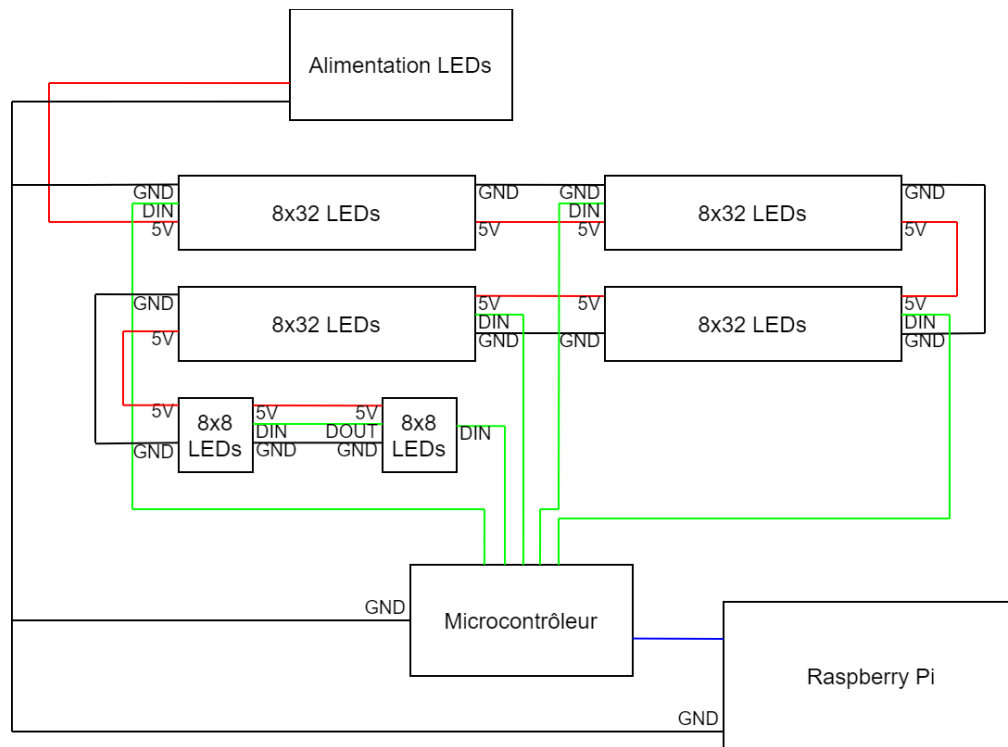 Alimentation LEDs
GND
DIN
5V
8x32 LEDs
GND
5V
GND
DIN
5V
8x32 LEDs
GND
5V
GND
5V
8x32 LEDs
5V
DIN
GND
5V
GND
8x32 LEDs
5V
DIN
GND
5V
GND
8x8
LEDs
5V
DIN
GND
5V
DOUT
GND
8x8
LEDs
DIN
GND
Microcontrôleur
Raspberry Pi
GND